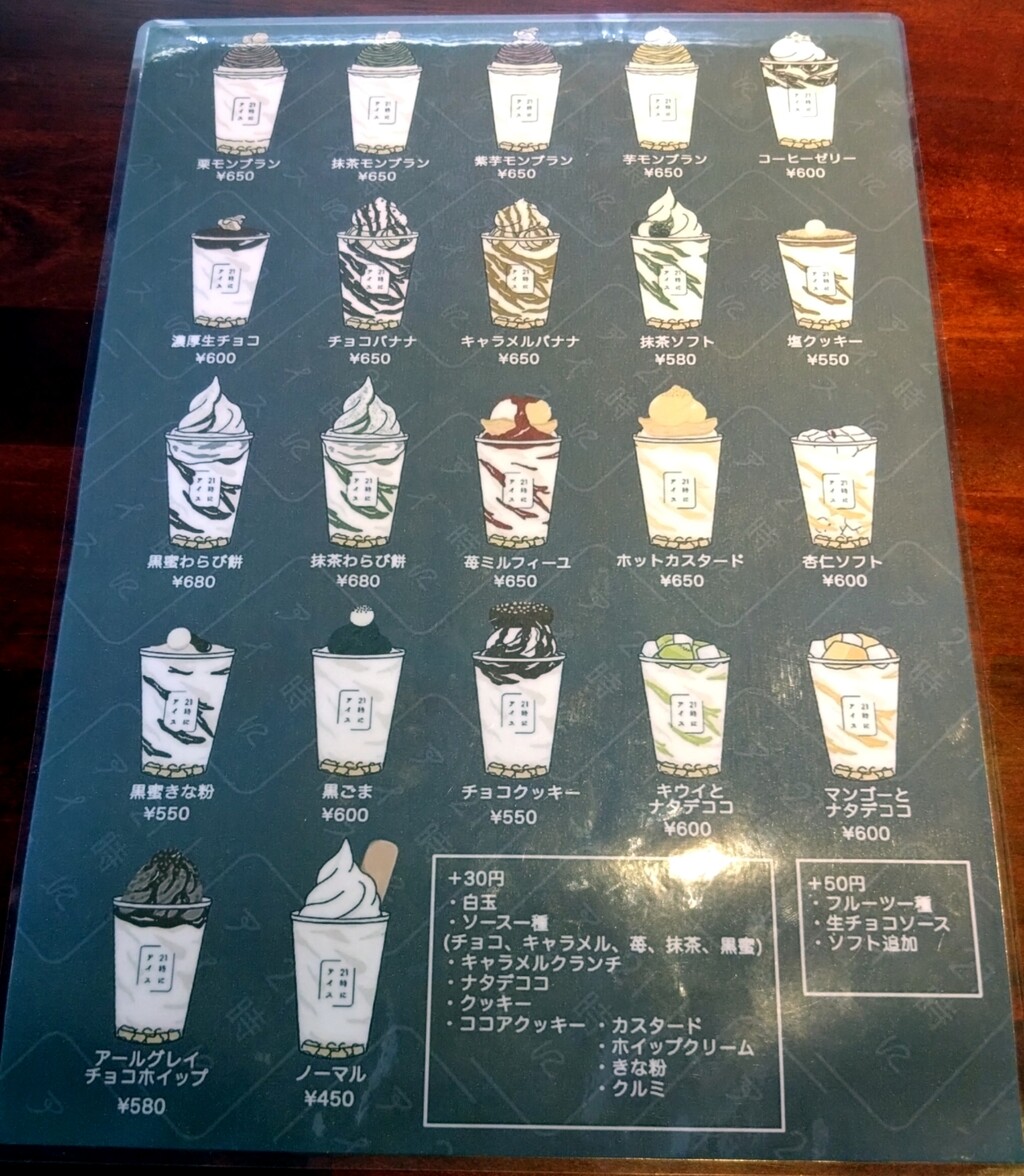 栗モンブラン
¥650
抹茶モンブラン
¥650
紫芋モンブラン
¥650
芋モンブラン
¥650
コーヒーゼリー
¥600
濃厚生チョコ
¥600
チョコバナナ
¥650
キャラメルバナナ
¥650
抹茶ソフト
¥580
塩クッキー
¥550
黒蜜わらび餅
¥680
抹茶わらび餅
¥680
苺ミルフィーユ
¥650
ホットカスタード
¥650
杏仁ソフト
¥600
黒蜜きな粉
¥550
黒ごま
¥600
チョコクッキー
¥550
キウイと
ナタデココ
¥600
マンゴーと
ナタデココ
¥600
アールグレイ
チョコホイップ
¥580
ノーマル
¥450
21時に
アイス
+30円
・白玉
・ソース一種
(チョコ、キャラメル、苺、抹茶、黒蜜)
・キャラメルクランチ
・ナタデココ
・クッキー
・ココアクッキー ・カスタード
・ホイップクリーム
・きな粉
・クルミ
+50円
・フルーツ一種
・生チョコソース
・ソフト追加